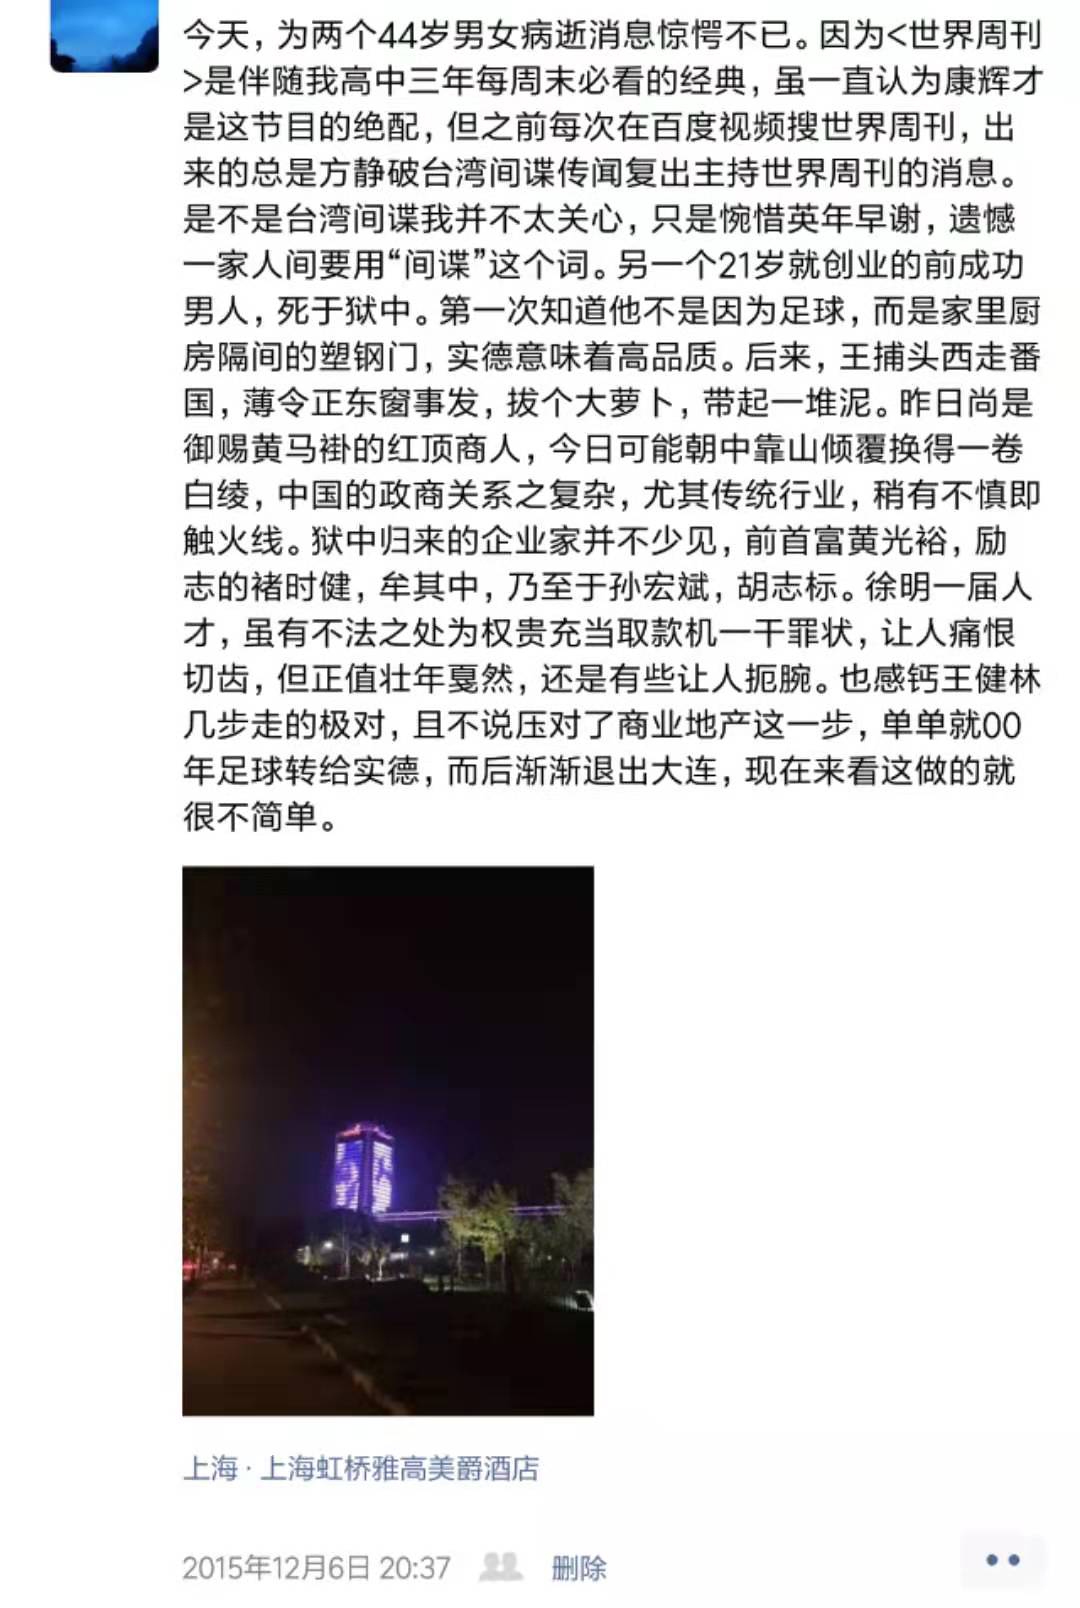 今天，为两个44岁男女病逝消息惊愕不已。因为<世界周刊
>是伴随我高中三年每周末必看的经典，虽一直认为康辉才
是这节目的绝配，但之前每次在百度视频搜世界周刊，出
来的总是方静破台湾间谍传闻复出主持世界周刊的消息。
是不是台湾间谍我并不太关心，只是惋惜英年早谢，遗憾
一家人间要用“间谍”这个词。另一个21岁就创业的前成功
男人，死于狱中。第一次知道他不是因为足球，而是家里厨
房隔间的塑钢门，实德意味着高品质。后来，王捕头西走番
国，薄令正东窗事发，拔个大萝卜，带起一堆泥。昨日尚是
御赐黄马褂的红顶商人，今日可能朝中靠山倾覆换得一卷
白绫，中国的政商关系之复杂，尤其传统行业，稍有不慎即
触火线。狱中归来的企业家并不少见，前首富黄光裕，励
志的褚时健，牟其中，乃至于孙宏斌，胡志标。徐明一届人
才，虽有不法之处为权贵充当取款机一干罪状，让人痛恨
切齿，但正值壮年戛然，还是有些让人扼腕。也感钙王健林
几步走的极对，且不说压对了商业地产这一步，单单就00
年足球转给实德，而后渐渐退出大连，现在来看这做的就
很不简单。
上海·上海虹桥雅高美爵酒店
2015年12月6日 20:37 删除